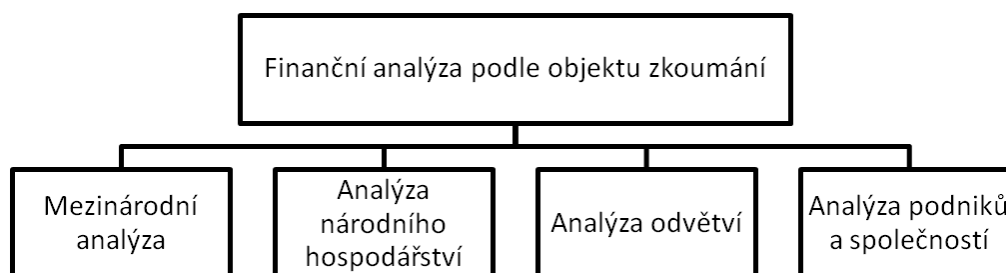 Finanční analýza podle objektu zkoumání
Mezinárodní
analýza
Analýza
národního
hospodářství
Analýza odvětví
Analýza podniků
a společností